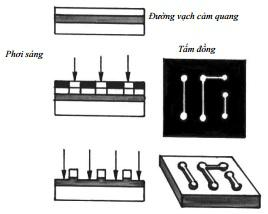 Đường vạch cảm quang
Phơi sáng
Tấm đồng